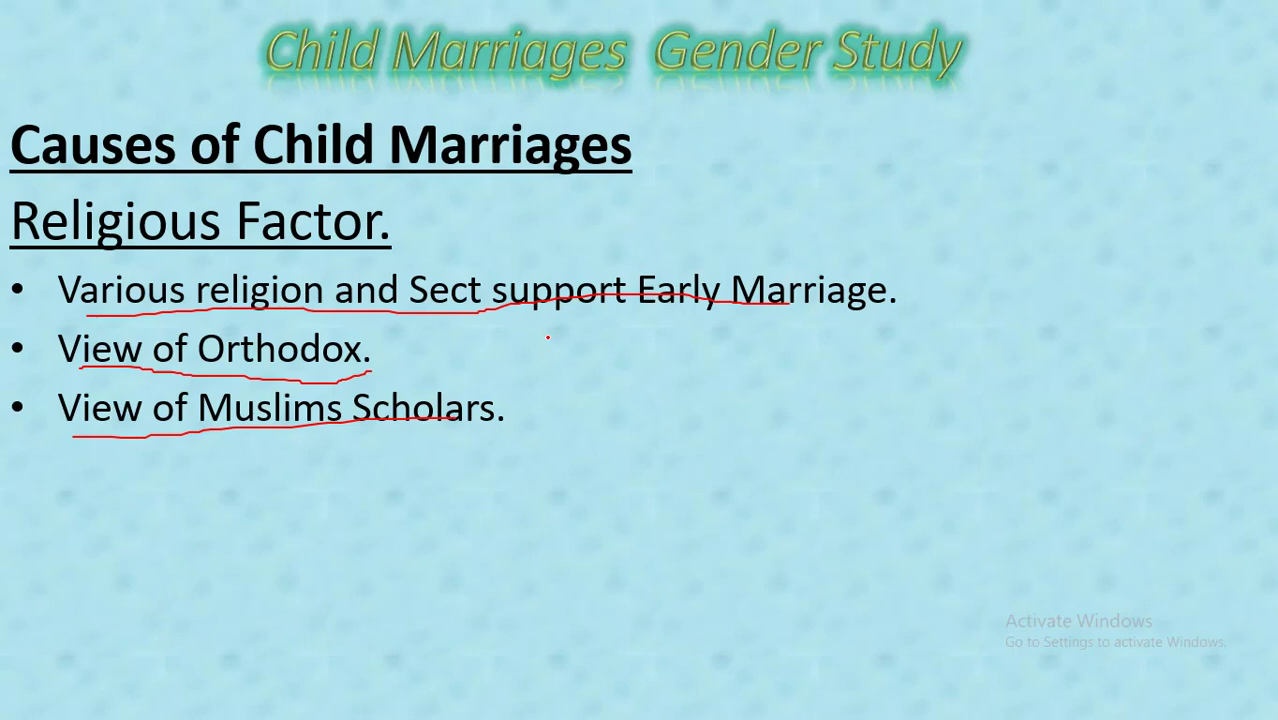 Child Marriages Gender Study
Causes of Child Marriages
Religious Factor.
• Various religion and Sect support Early Marriage.
• View of Orthodox.
• View of Muslims Scholars.
Activate Windows
Go to Settings to activate Windows.